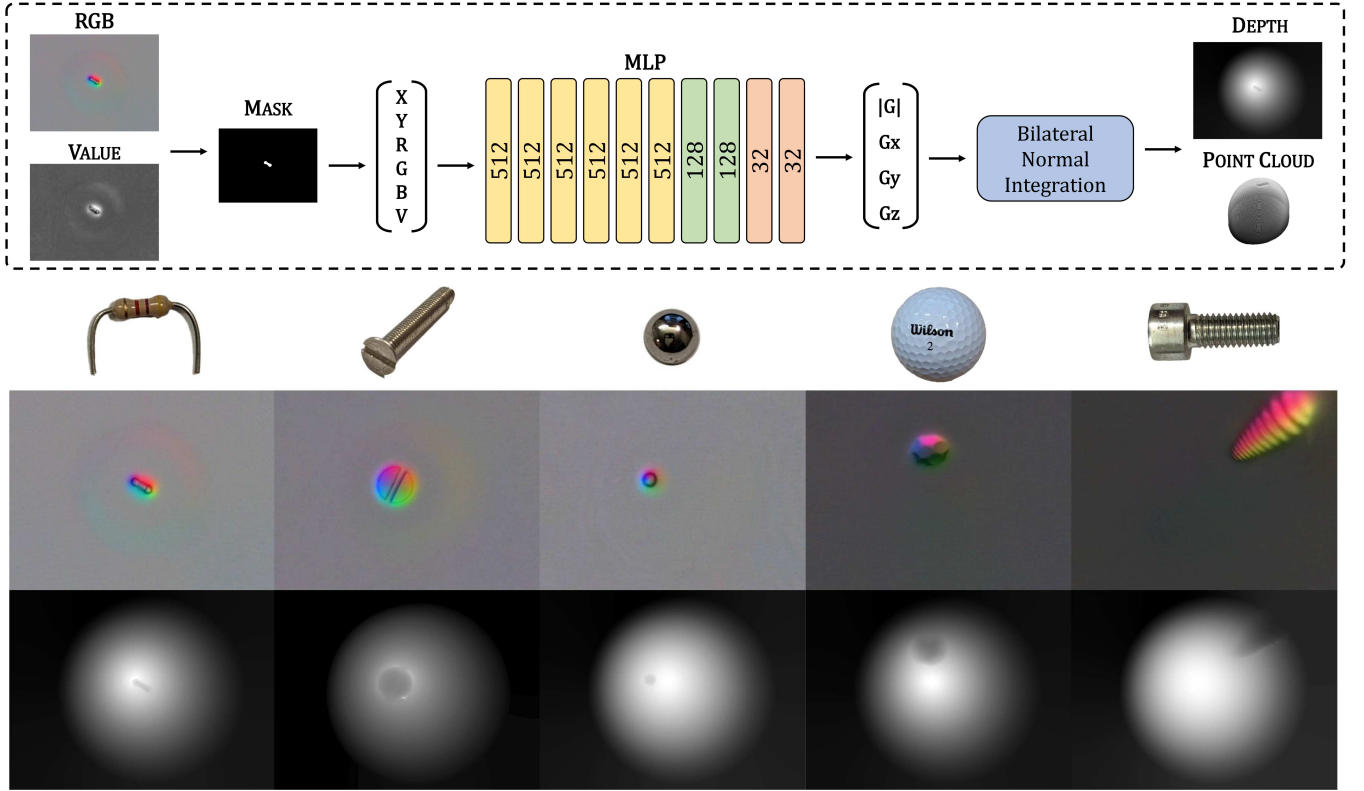 RGB
VALUE
MASK
X
Y
R
G
B
V
MLP
512
512
512
512
512
512
128
128
32
32
|G|
Gx
Gy
Gz
Bilateral
Normal
Integration
DEPTH
POINT CLOUD
Wilson
2